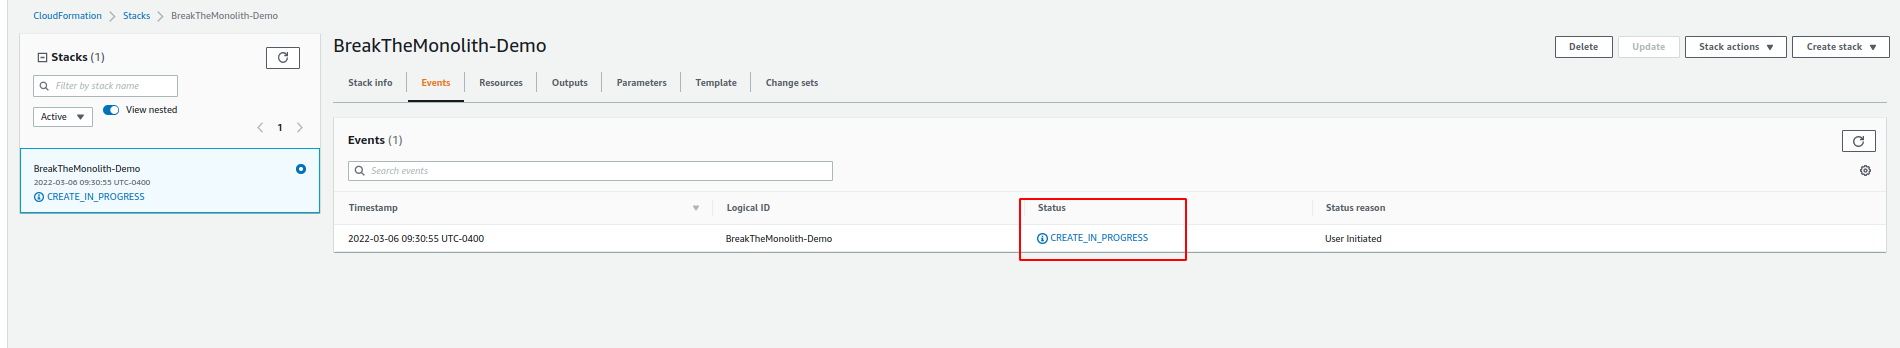 CloudFormation > Stacks > BreakTheMonolith-Demo
Stacks (1)
Filter by stack name
Active
View nested
1
BreakTheMonolith-Demo
2022-03-06 09:30:55 UTC-0400
CREATE_IN_PROGRESS
BreakTheMonolith-Demo
Delete
Update
Stack actions
Create stack
Stack info
Events
Resources
Outputs
Parameters
Template
Change sets
Events (1)
Search events
Timestamp Logical ID Status Status reason
2022-03-06 09:30:55 UTC-0400 BreakTheMonolith-Demo CREATE_IN_PROGRESS User Initiated